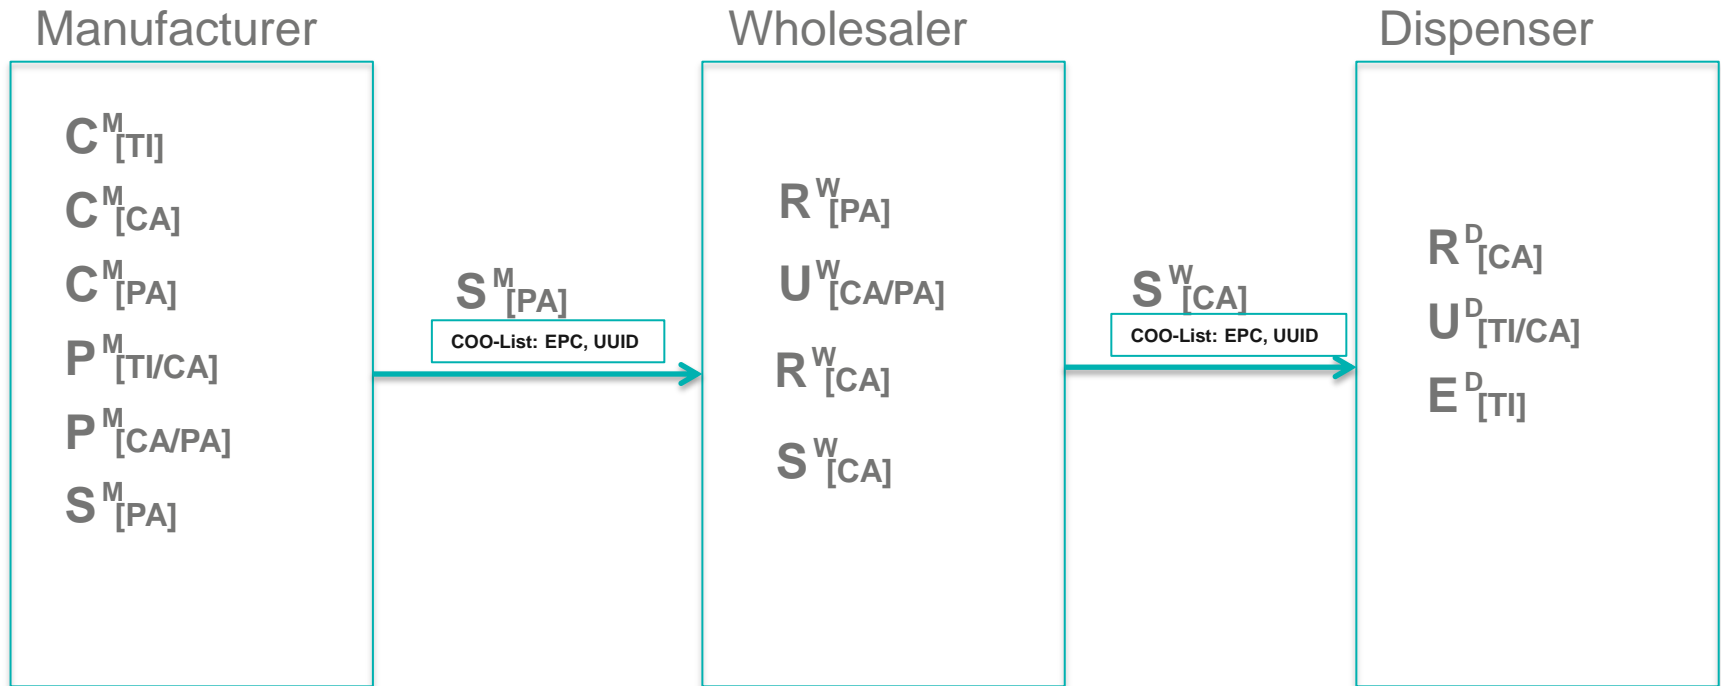 Manufacturer
C M [TI]
C M [CA]
C M [PA]
P M [TI/CA]
P M [CA/PA]
S M [PA]
S M [PA]
COO-List: EPC, UUID
Wholesaler
R W [PA]
U W [CA/PA]
R W [CA]
S W [CA]
S W [CA]
COO-List: EPC, UUID
Dispenser
R D [CA]
U D [TI/CA]
E D [TI]